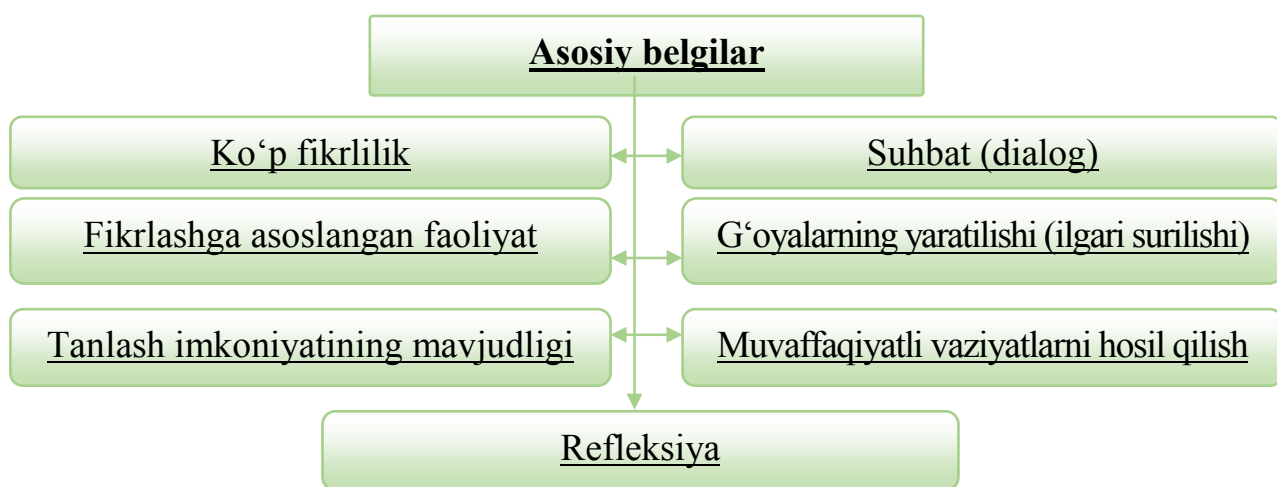 Asosiy belgilar
Ko‘p fikrlilik
Suhbat (dialog)
Fikrlashga asoslangan faoliyat
G‘oyalarning yaratilishi (ilgari surilishi)
Tanlash imkoniyatining mavjudligi
Muvaffaqiyatli vaziyatlarni hosil qilish
Refleksiya